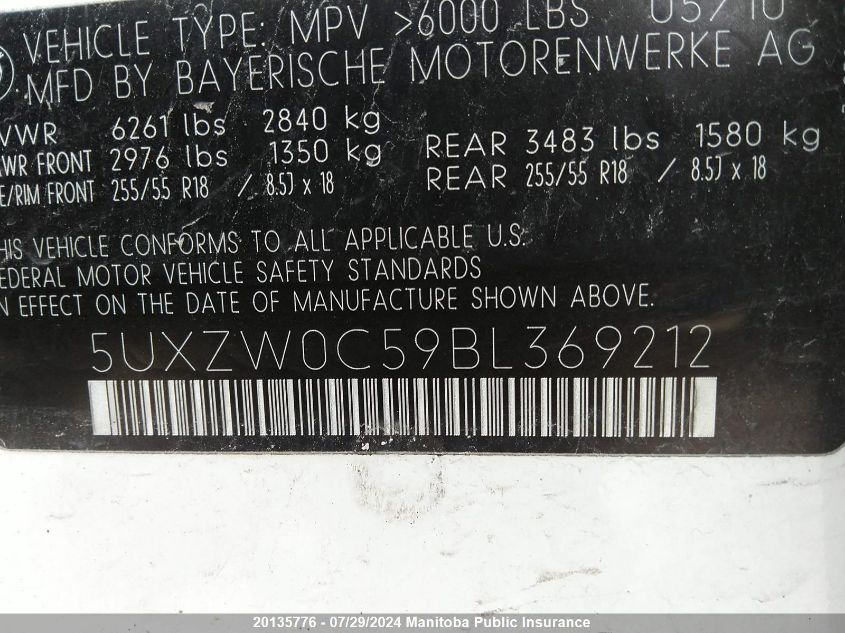 VEHICLE TYPE: MPV >6000 LBS 05/10
MFD BY BAYERISCHE MOTORENWERKE AG
VWR 6261 lbs 2840 kg
WR FRONT 2976 lbs 1350 kg REAR 3483 lbs 1580 kg
E/RIM FRONT 255/55 R18 / 8.5J x 18 REAR 255/55 R18 / 8.5J x 18
HIS VEHICLE CONFORMS TO ALL APPLICABLE U.S.
EDERAL MOTOR VEHICLE SAFETY STANDARDS
N EFFECT ON THE DATE OF MANUFACTURE SHOWN ABOVE.
5UXZW0C59BL369212
20135776 - 07/29/2024 Manitoba Public Insurance